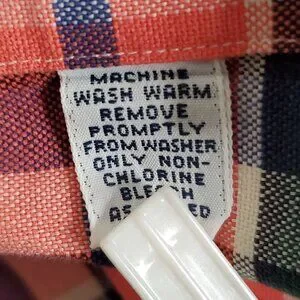 MACHINE
WASH WARM
REMOVE
PROMPTLY
FROM WASHER
ONLY NON-
CHLORINE
BLEACH